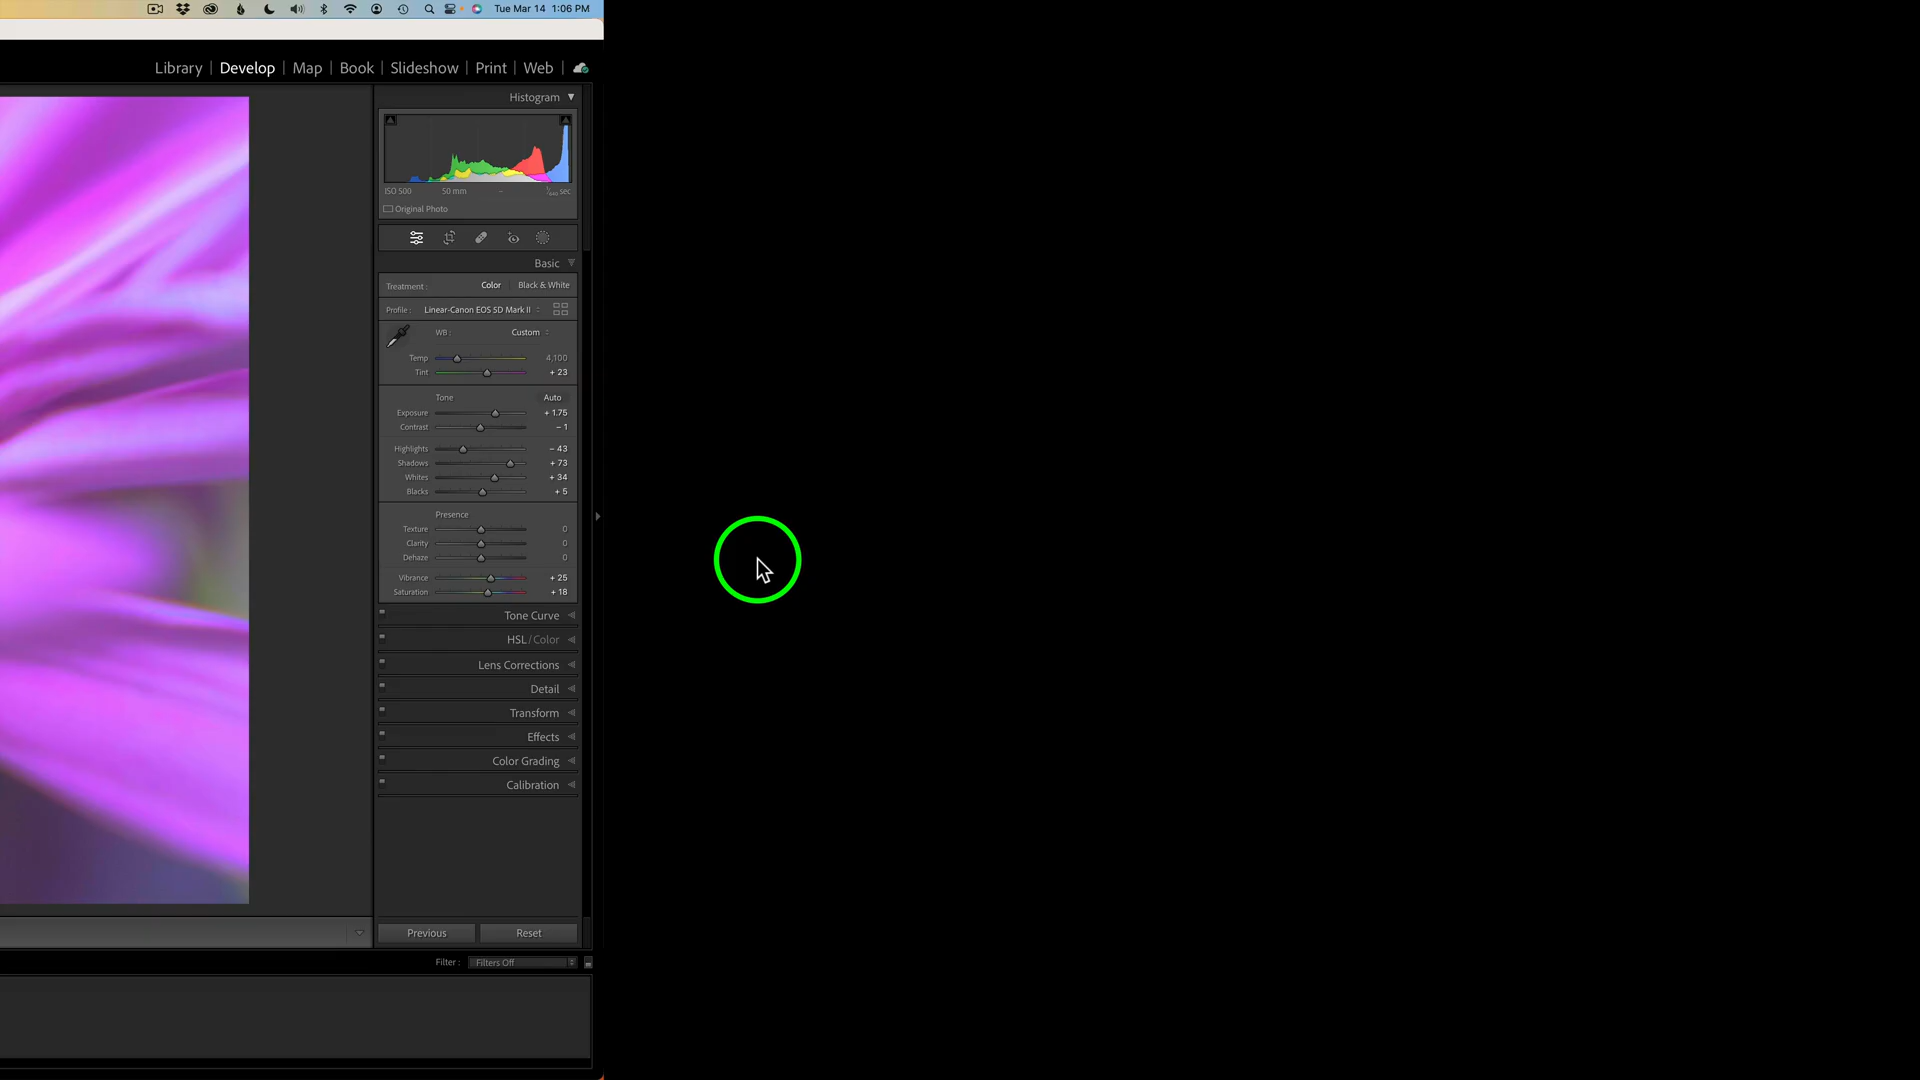 Tue Mar 14 1:06 PM
Library | Develop | Map | Book | Slideshow | Print | Web |
Histogram
ISO 500 50 mm – 1/640 sec
Original Photo
Basic
Treatment : Color Black & White
Profile : Linear-Canon EOS 5D Mark II
WB : Custom
Temp 4,100
Tint + 23
Tone Auto
Exposure + 1.75
Contrast – 1
Highlights – 43
Shadows + 73
Whites + 34
Blacks + 5
Presence
Texture 0
Clarity 0
Dehaze 0
Vibrance + 25
Saturation + 18
Tone Curve
HSL / Color
Lens Corrections
Detail
Transform
Effects
Color Grading
Calibration
Previous Reset
Filter : Filters Off